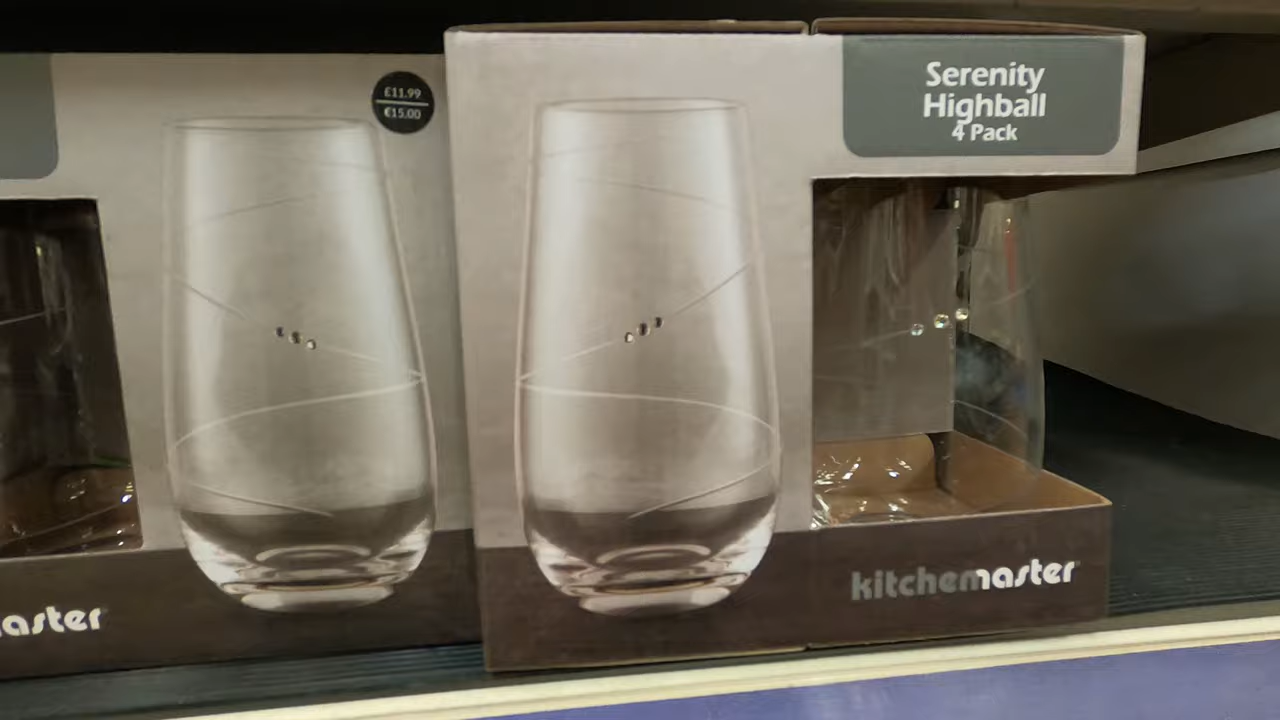 £11.99
€15.00
Serenity
Highball
4 Pack
kitchenmaster
aster